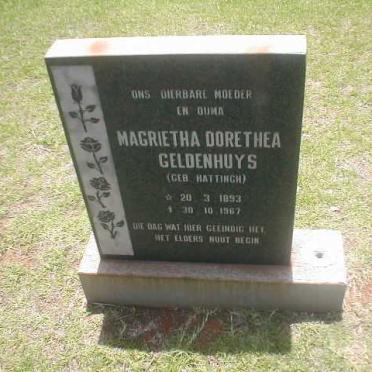 ONS DIERBARE MOEDER
EN OUMA
MAGRIETHA DORETHEA
GELDENHUYS
(GEB. HATTINGH)
☆ 20 3 1893
✝ 30 10 1967
DIE DAG WAT HIER GEEINDIG HET,
HET ELDERS NOOT BEGIN